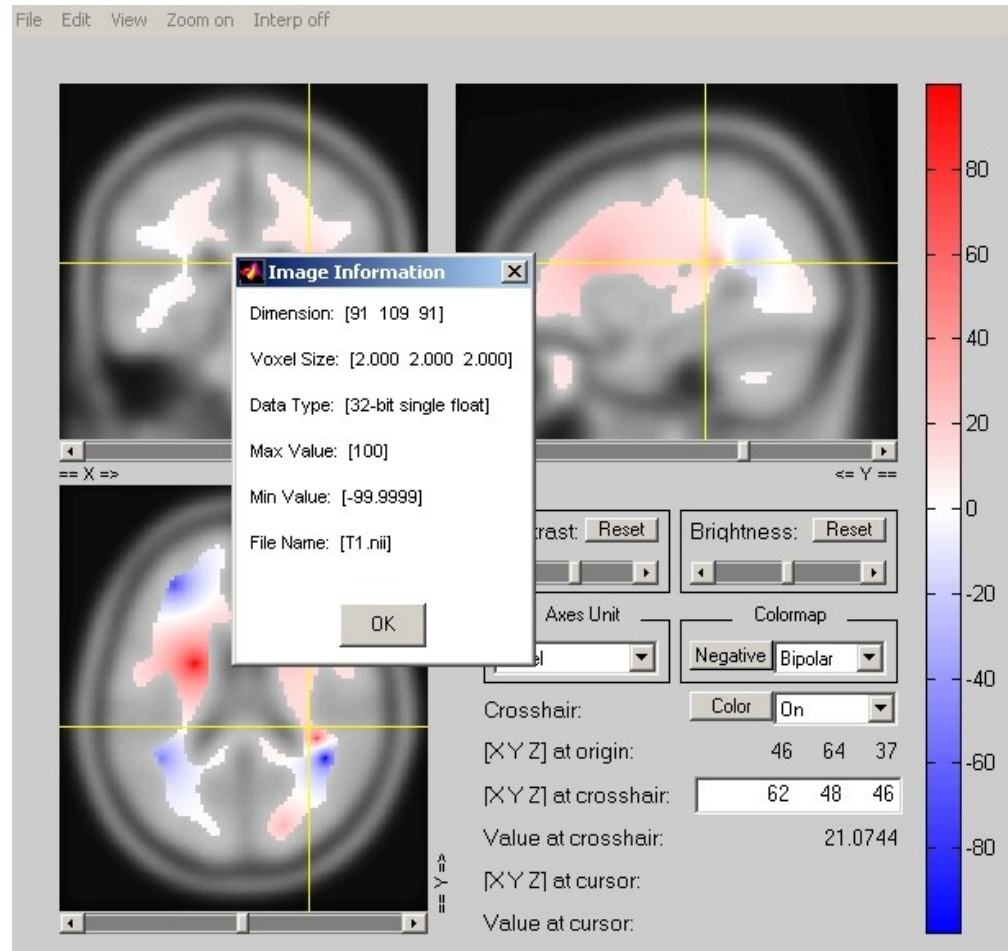 File Edit View Zoom on Interp off
Image Information
Dimension: [91 109 91]
Voxel Size: [2.000 2.000 2.000]
Data Type: [32-bit single float]
Max Value: [100]
Min Value: [-99.9999]
File Name: [T1.nii]
OK
== X =>
<= Y ==
== Y =>
Reset
Brightness: Reset
Axes Unit
Colormap
Negative Bipolar
Crosshair: Color On
[X Y Z] at origin: 46 64 37
[X Y Z] at crosshair: 62 48 46
Value at crosshair: 21.0744
[X Y Z] at cursor:
Value at cursor:
80
60
40
20
0
-20
-40
-60
-80